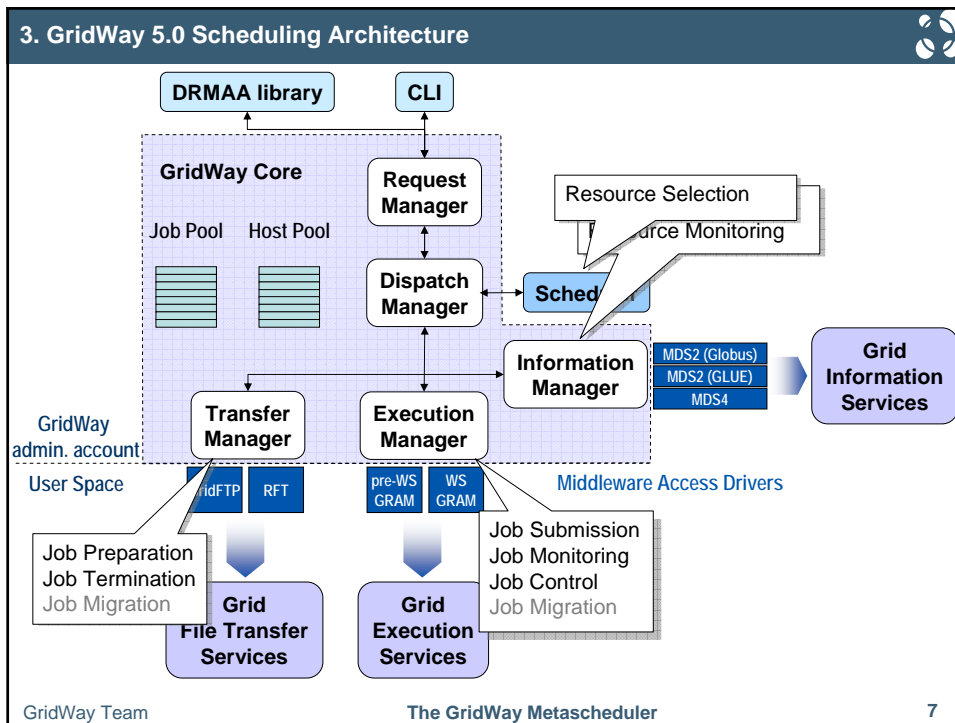 3. GridWay 5.0 Scheduling Architecture
DRMAA library
CLI
GridWay Core
Request
Manager
Resource Selection
Monitoring
Job Pool
Host Pool
Dispatch
Manager
Information
Manager
MDS2 (Globus)
MDS2 (GLUE)
MDS4
Grid
Information
Services
Transfer
Manager
Execution
Manager
GridWay
admin. account
User Space
RFT
pre-WS
GRAM
WS
GRAM
Middleware Access Drivers
Job Preparation
Job Termination
Job Migration
Job Submission
Job Monitoring
Job Control
Job Migration
Grid
File Transfer
Services
Grid
Execution
Services
GridWay Team
The GridWay Metascheduler
7